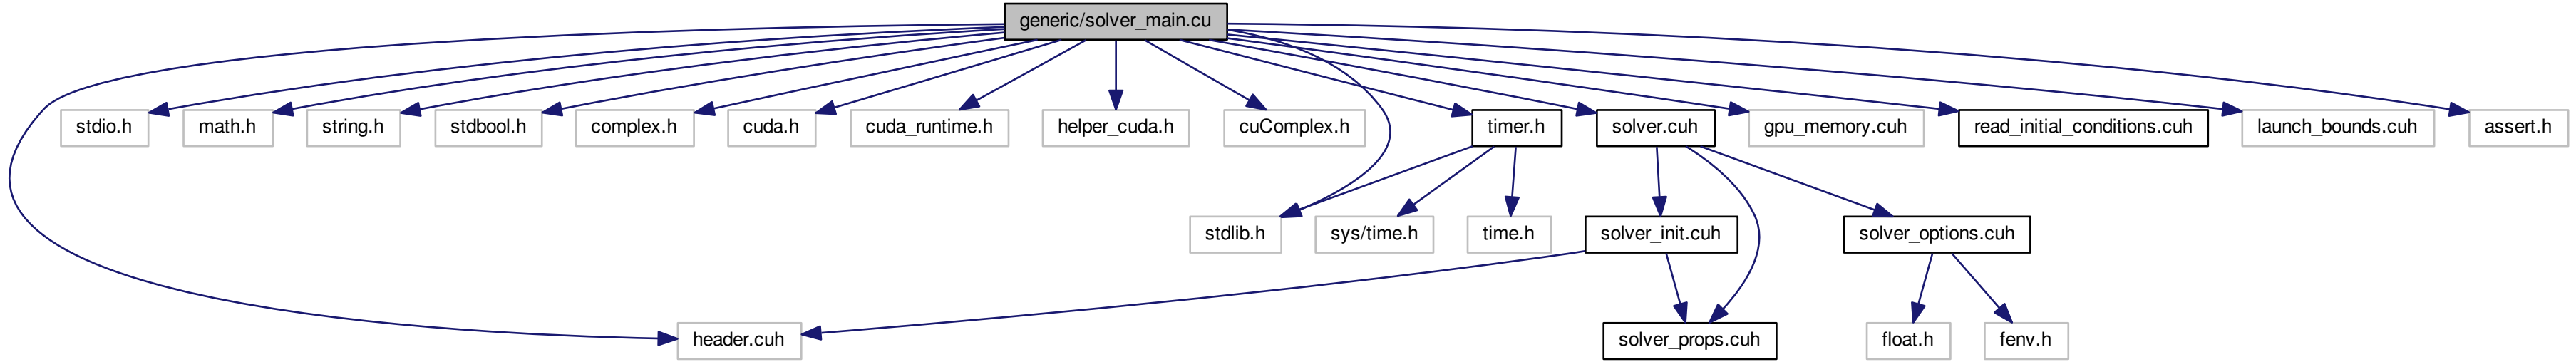 generic/solver_main.cu
stdio.h
math.h
string.h
stdbool.h
complex.h
cuda.h
cuda_runtime.h
helper_cuda.h
cuComplex.h
timer.h
solver.cuh
gpu_memory.cuh
read_initial_conditions.cuh
launch_bounds.cuh
assert.h
stdlib.h
sys/time.h
time.h
solver_init.cuh
solver_options.cuh
header.cuh
solver_props.cuh
float.h
fenv.h